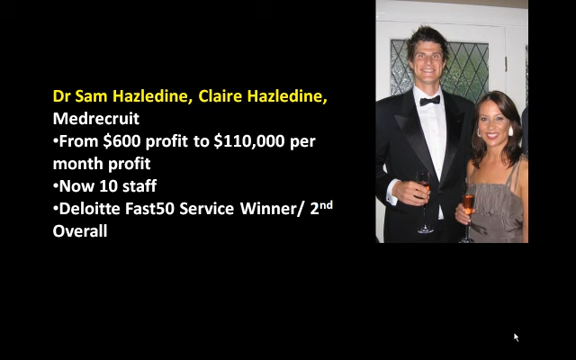 Dr Sam Hazledine, Claire Hazledine,
Medrecruit
•From $600 profit to $110,000 per
month profit
•Now 10 staff
•Deloitte Fast50 Service Winner/ 2nd
Overall